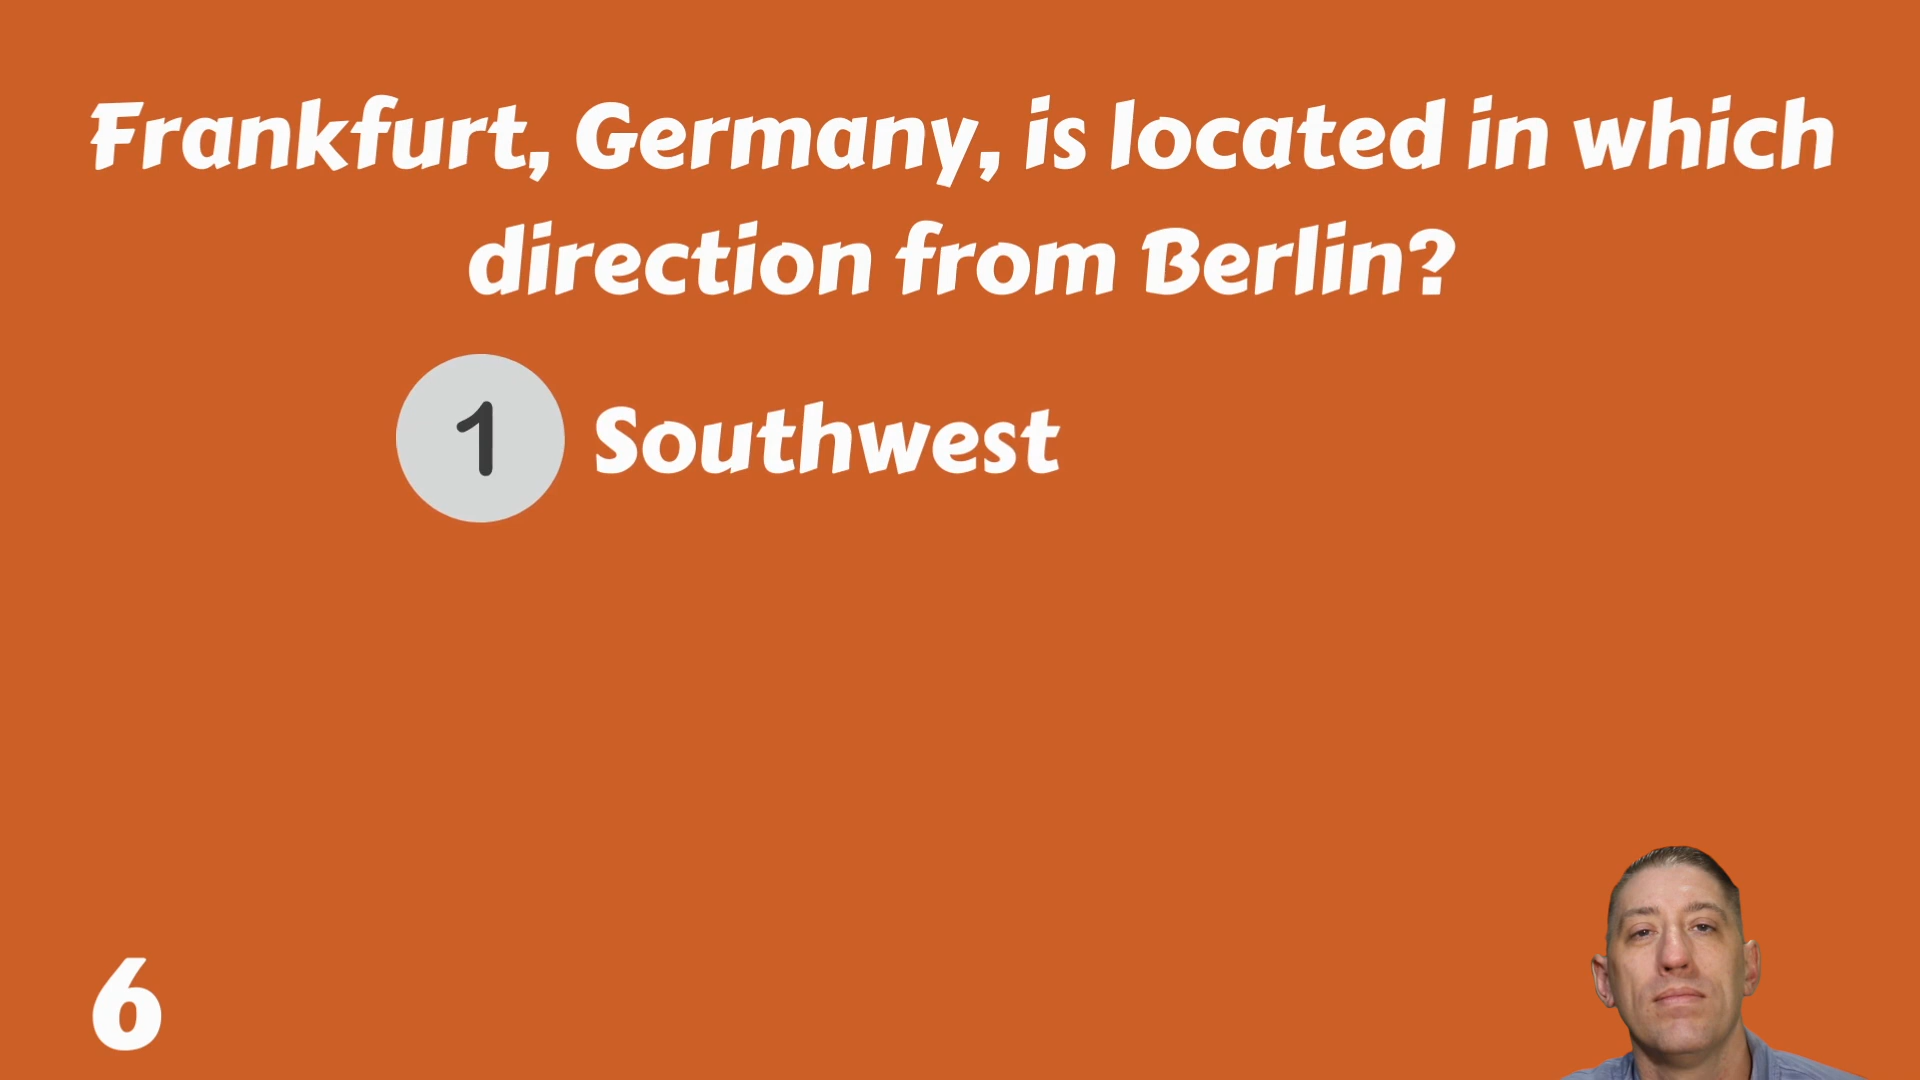 Frankfurt, Germany, is located in which
direction from Berlin?
1 Southwest
6